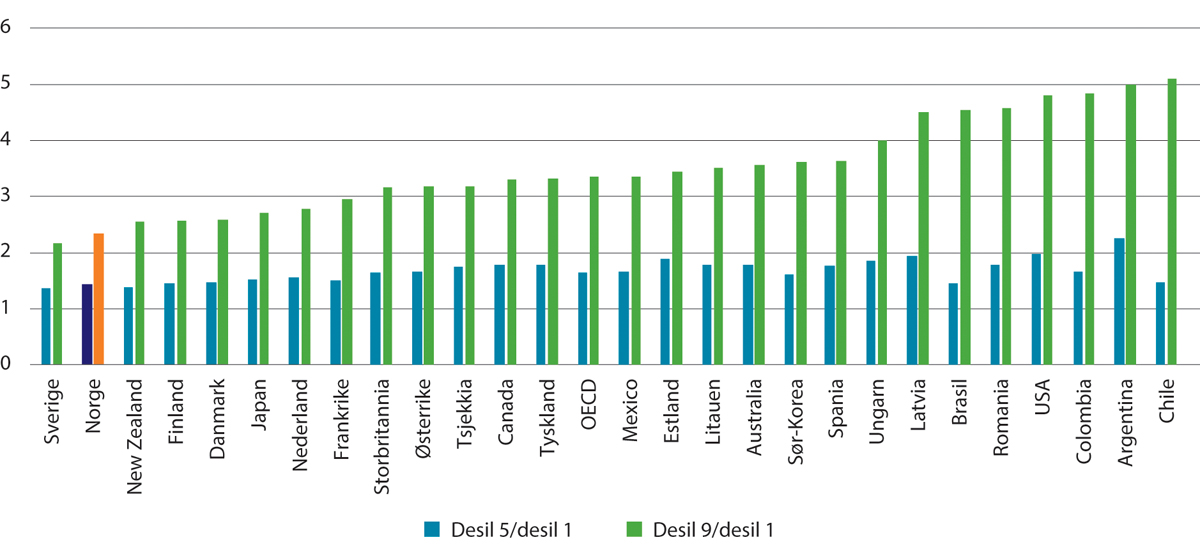 6
5
4
3
2
1
0
Sverige
Norge
New Zealand
Finland
Danmark
Japan
Nederland
Frankrike
Storbritannia
Østerrike
Tsjekkia
Canada
Tyskland
OECD
Mexico
Estland
Litauen
Australia
Sør-Korea
Spania
Ungarn
Latvia
Brasil
Romania
USA
Colombia
Argentina
Chile
Desil 5/desil 1
Desil 9/desil 1